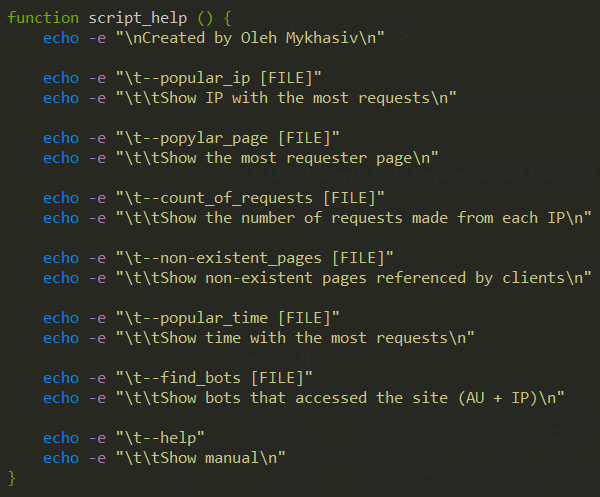 function script_help () {
echo -e "\nCreated by Oleh Mykhasiv\n"
echo -e "\t--popular_ip [FILE]"
echo -e "\t\tShow IP with the most requests\n"
echo -e "\t--popylar_page [FILE]"
echo -e "\t\tShow the most requester page\n"
echo -e "\t--count_of_requests [FILE]"
echo -e "\t\tShow the number of requests made from each IP\n"
echo -e "\t--non-existent_pages [FILE]"
echo -e "\t\tShow non-existent pages referenced by clients\n"
echo -e "\t--popular_time [FILE]"
echo -e "\t\tShow time with the most requests\n"
echo -e "\t--find_bots [FILE]"
echo -e "\t\tShow bots that accessed the site (AU + IP)\n"
echo -e "\t--help"
echo -e "\t\tShow manual\n"
}